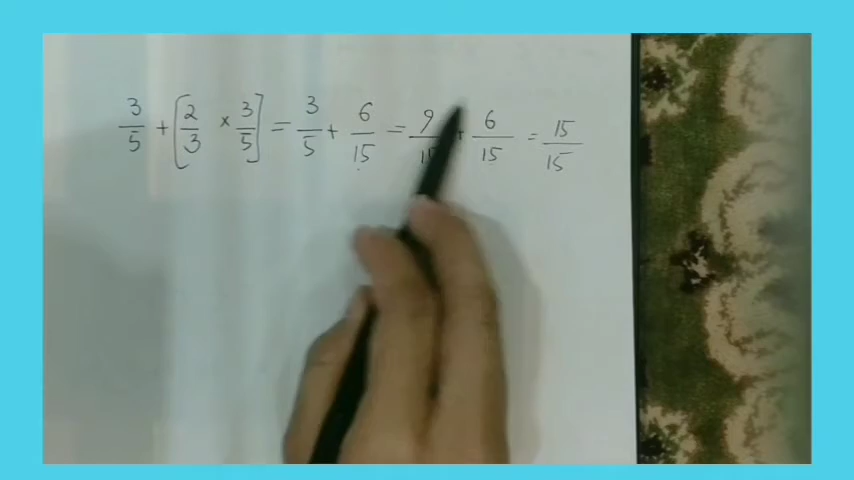 3/5 + [2/3 × 3/5] = 3/5 + 6/15 = 9/15 + 6/15 = 15/15